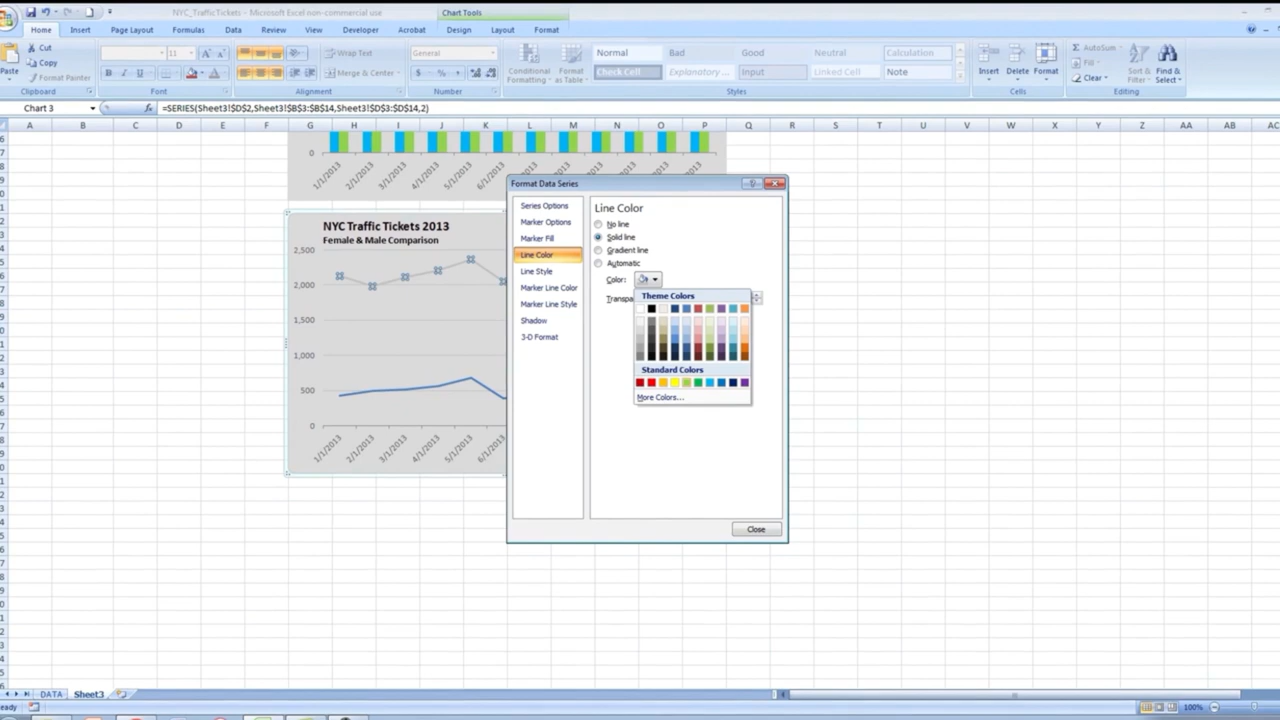 NYC_TrafficTickets - Microsoft Excel non-commercial use
Chart Tools
Home Insert Page Layout Formulas Data Review View Developer Acrobat Design Layout Format
Cut
Copy
Format Painter
Paste
Clipboard
11
A A
B I U
A
Font
Wrap Text
Merge & Center
Alignment
General
$ % ,
Number
Conditional Formatting
Format as Table
Normal Bad Good Neutral Calculation
Check Cell Explanatory ... Input Linked Cell Note
Styles
Insert Delete Format
Cells
AutoSum
Fill
Clear
Sort & Filter
Find & Select
Editing
Chart 3
fx
=SERIES(Sheet3!$D$2,Sheet3!$B$3:$B$14,Sheet3!$D$3:$D$14,2)
A B C D E F G H I J K L M N O P Q R S T U V W X Y Z AA AB AC
0
1/1/2013 2/1/2013 3/1/2013 4/1/2013 5/1/2013
NYC Traffic Tickets 2013
Female & Male Comparison
2,500
2,000
1,500
1,000
500
0
1/1/2013 2/1/2013 3/1/2013 4/1/2013 5/1/2013 6/1/2013
Format Data Series
Series Options
Marker Options
Marker Fill
Line Color
Line Style
Marker Line Color
Marker Line Style
Shadow
3-D Format
Line Color
No line
Solid line
Gradient line
Automatic
Color:
Transpa
Theme Colors
Standard Colors
More Colors...
Close
DATA Sheet3
eady
100%